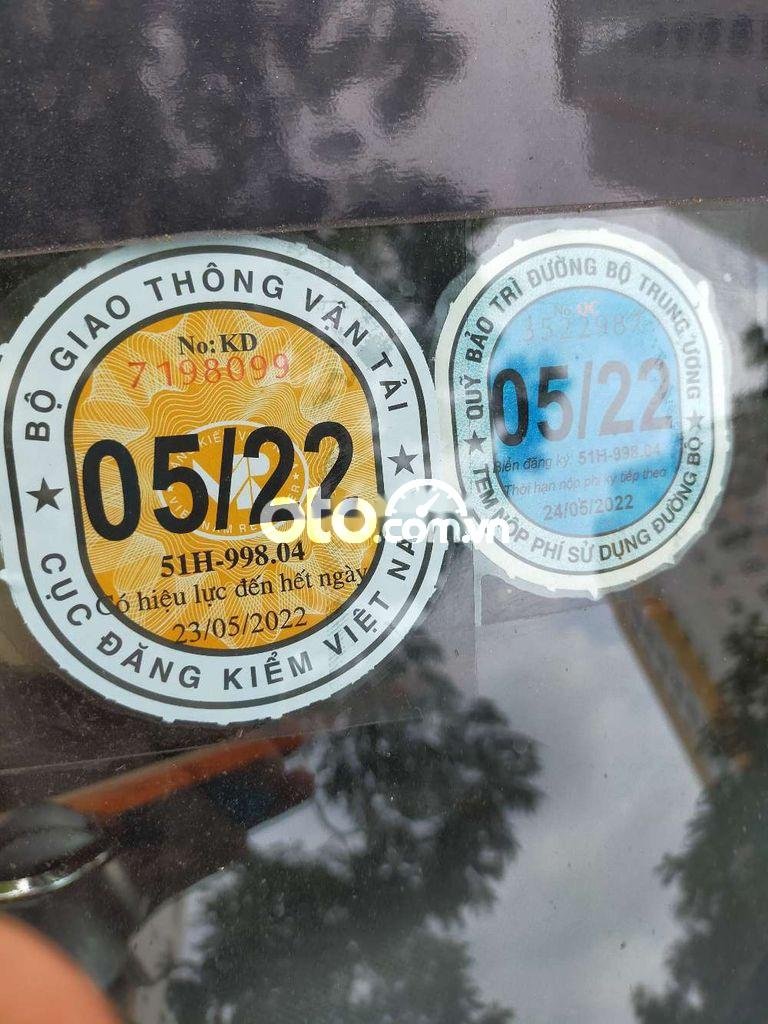 BỘ GIAO THÔNG VẬN TẢI
No: KD
7198099
05/22
51H-998.04
Có hiệu lực đến hết ngày
23/05/2022
CỤC ĐĂNG KIỂM VIỆT NA
QUỸ BẢO TRÌ ĐƯỜNG BỘ TRUNG ƯƠNG
No: QC
05/22
Biển đăng ký: 51H-998.04
Thời hạn nộp phí kỳ tiếp theo
24/05/2022
TEM NỘP PHÍ SỬ DỤNG ĐƯỜNG BỘ
oto.com.vn